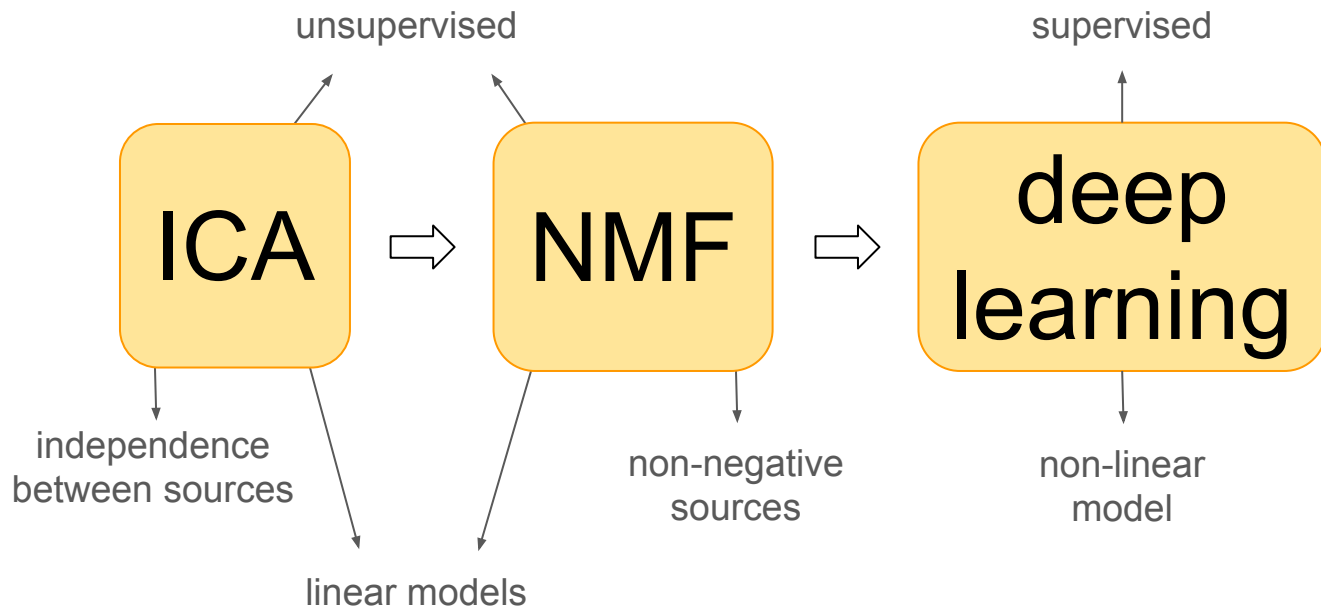 unsupervised
supervised
ICA
NMF
deep
learning
independence
between sources
non-negative
sources
non-linear
model
linear models